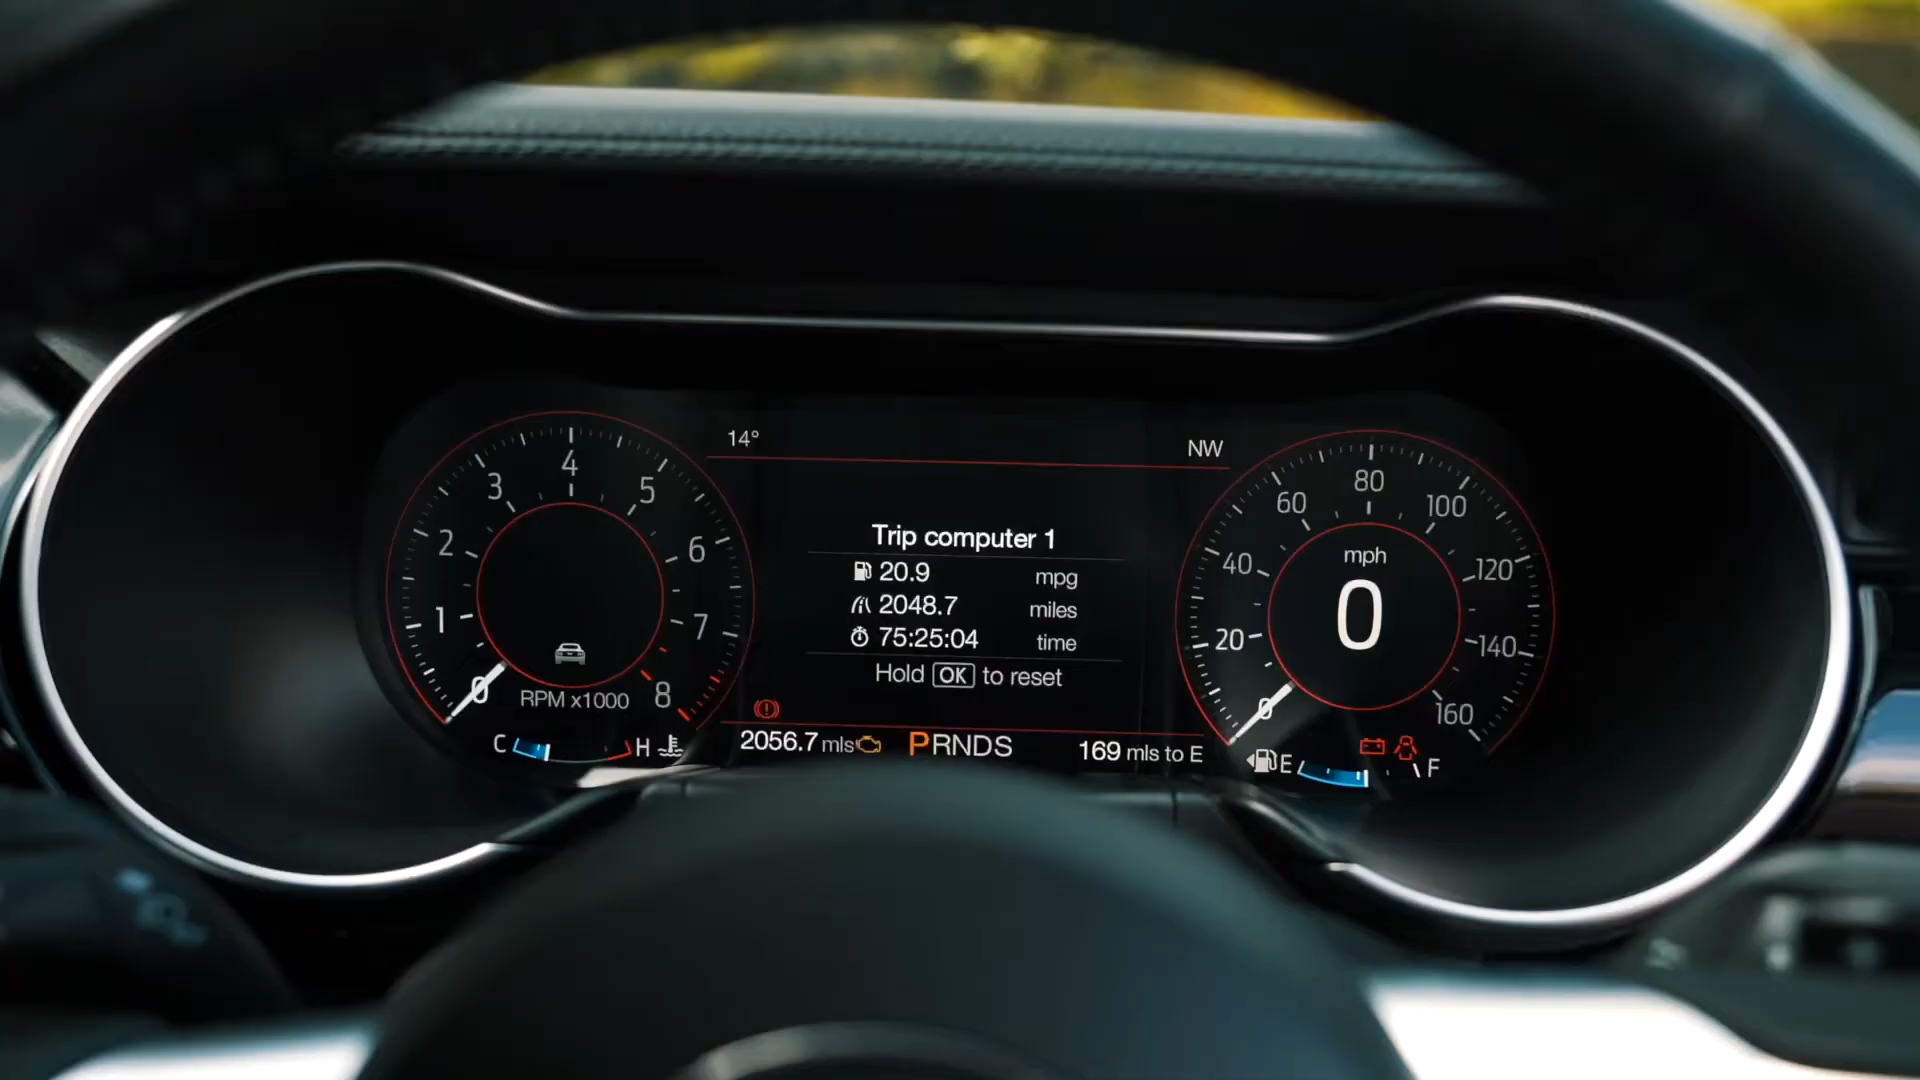 14°
NW
0
1
2
3
4
5
6
7
8
RPM x1000
C
H
Trip computer 1
20.9 mpg
2048.7 miles
75:25:04 time
Hold OK to reset
2056.7 mls
PRNDS
169 mls to E
0
20
40
60
80
100
120
140
160
mph
0
E
F